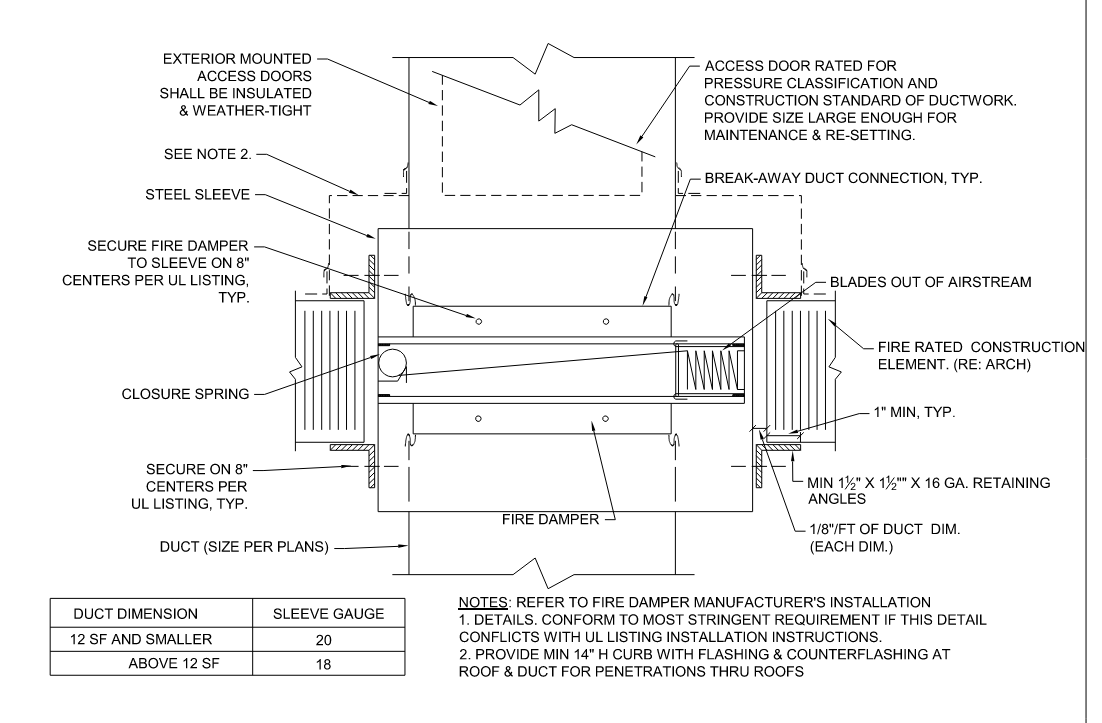 EXTERIOR MOUNTED
ACCESS DOORS
SHALL BE INSULATED
& WEATHER-TIGHT
SEE NOTE 2.
STEEL SLEEVE
SECURE FIRE DAMPER
TO SLEEVE ON 8"
CENTERS PER UL LISTING,
TYP.
CLOSURE SPRING
SECURE ON 8"
CENTERS PER
UL LISTING, TYP.
DUCT (SIZE PER PLANS)
ACCESS DOOR RATED FOR
PRESSURE CLASSIFICATION AND
CONSTRUCTION STANDARD OF DUCTWORK.
PROVIDE SIZE LARGE ENOUGH FOR
MAINTENANCE & RE-SETTING.
BREAK-AWAY DUCT CONNECTION, TYP.
BLADES OUT OF AIRSTREAM
FIRE RATED CONSTRUCTION
ELEMENT. (RE: ARCH)
1" MIN, TYP.
MIN 1½" X 1½"" X 16 GA. RETAINING
ANGLES
1/8"/FT OF DUCT DIM.
(EACH DIM.)
FIRE DAMPER
DUCT DIMENSION SLEEVE GAUGE
12 SF AND SMALLER 20
ABOVE 12 SF 18
NOTES: REFER TO FIRE DAMPER MANUFACTURER'S INSTALLATION
1. DETAILS. CONFORM TO MOST STRINGENT REQUIREMENT IF THIS DETAIL
CONFLICTS WITH UL LISTING INSTALLATION INSTRUCTIONS.
2. PROVIDE MIN 14" H CURB WITH FLASHING & COUNTERFLASHING AT
ROOF & DUCT FOR PENETRATIONS THRU ROOFS